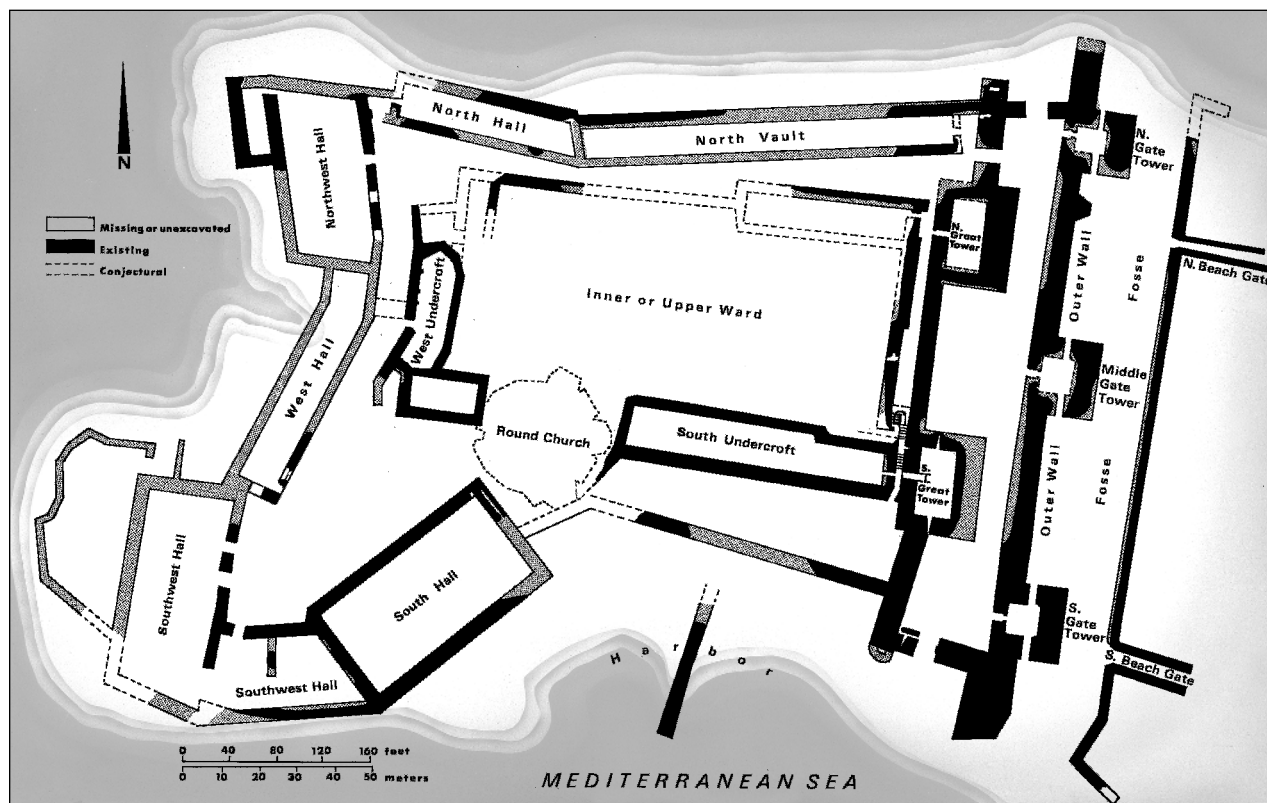 North Hall
North Vault
N.
Gate
Tower
Northwest Hall
N
Missing or unexcavated
Existing
Conjectural
N.
Great
Tower
Outer Wall
Fosse
N. Beach Gate
Inner or Upper Ward
West Undercroft
West Hall
Middle
Gate
Tower
Round Church
South Undercroft
S.
Great
Tower
Outer Wall
Fosse
Southwest Hall
South Hall
S.
Gate
Tower
S. Beach Gate
Harbor
Southwest Hall
0 40 80 120 160 feet
0 10 20 30 40 50 meters
MEDITERRANEAN SEA